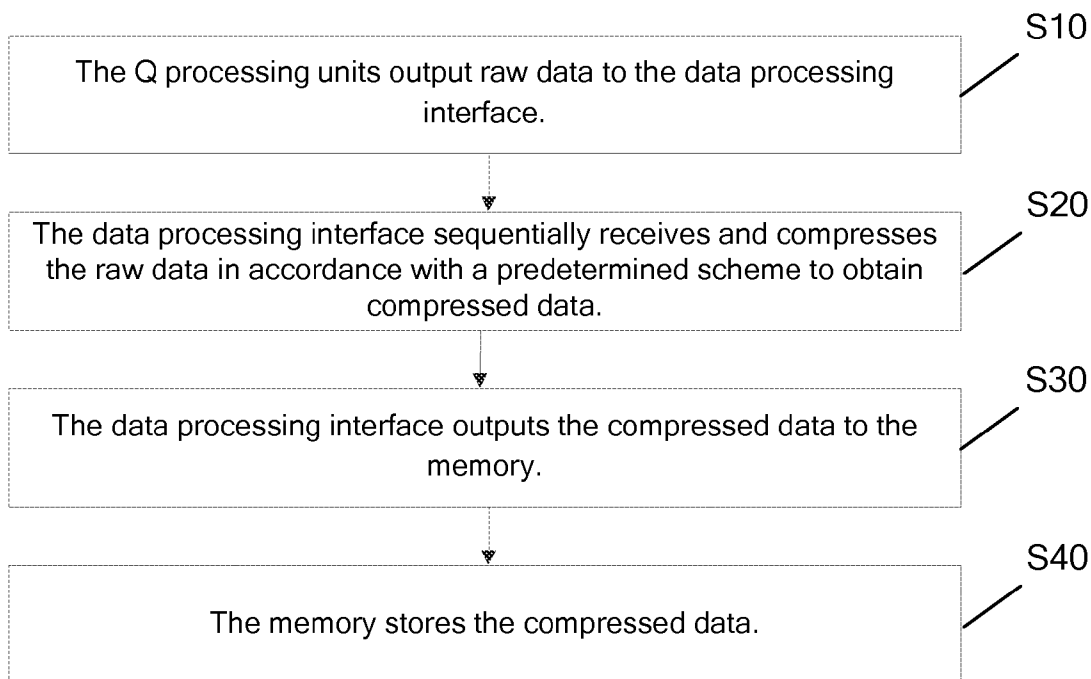 S10
The Q processing units output raw data to the data processing
interface.
S20
The data processing interface sequentially receives and compresses
the raw data in accordance with a predetermined scheme to obtain
compressed data.
S30
The data processing interface outputs the compressed data to the
memory.
S40
The memory stores the compressed data.